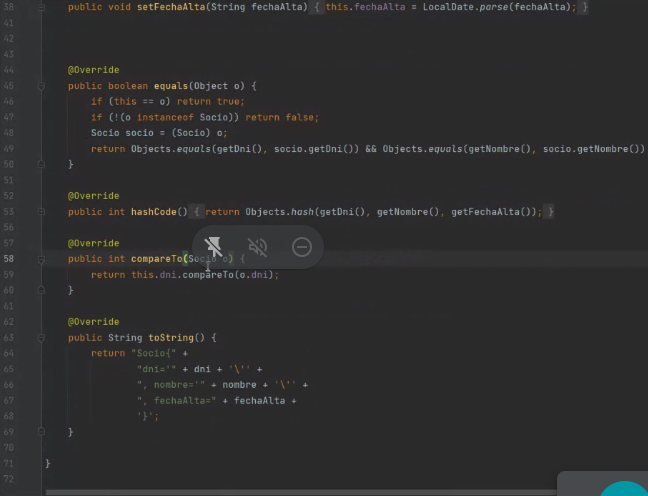 38 public void setFechaAlta(String fechaAlta) { this.fechaAlta = LocalDate.parse(fechaAlta); }
41
42
43
44 @Override
45 public boolean equals(Object o) {
46 if (this == o) return true;
47 if (!(o instanceof Socio)) return false;
48 Socio socio = (Socio) o;
49 return Objects.equals(getDni(), socio.getDni()) && Objects.equals(getNombre(), socio.getNombre())
50 }
51
52 @Override
53 public int hashCode() { return Objects.hash(getDni(), getNombre(), getFechaAlta()); }
56
57 @Override
58 public int compareTo(Socio o) {
59 return this.dni.compareTo(o.dni);
60 }
61
62 @Override
63 public String toString() {
64 return "Socio{" +
65 "dni='" + dni + '\'' +
66 ", nombre='" + nombre + '\'' +
67 ", fechaAlta=" + fechaAlta +
68 '}';
69 }
70
71 }
72